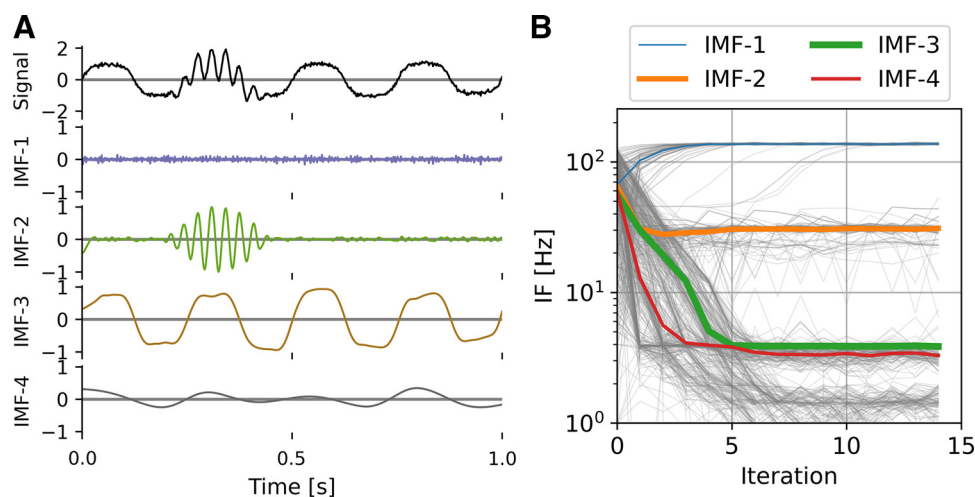 A
Signal
2
0
−2
IMF-1
1
0
−1
IMF-2
1
0
−1
IMF-3
1
0
−1
IMF-4
1
0
−1
0.0
0.5
1.0
Time [s]
B
IMF-1
IMF-3
IMF-2
IMF-4
IF [Hz]
10²
10¹
10⁰
0
5
10
15
Iteration